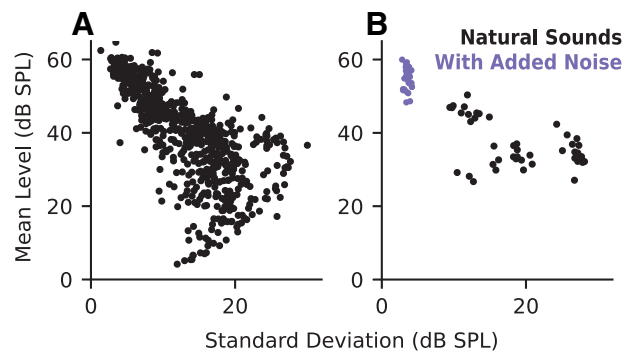 A
B
Natural Sounds
With Added Noise
Mean Level (dB SPL)
60
40
20
0
0
20
60
40
20
0
0
20
Standard Deviation (dB SPL)